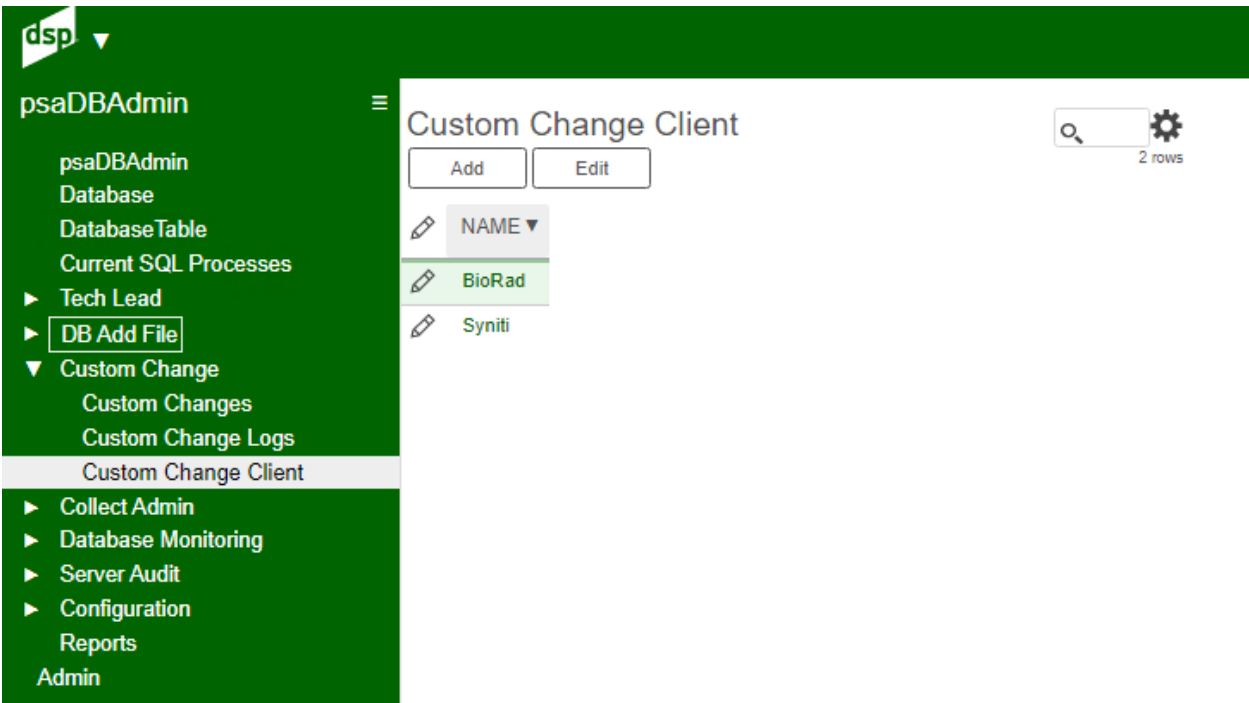 dsp
psaDBAdmin
psaDBAdmin
Database
DatabaseTable
Current SQL Processes
Tech Lead
DB Add File
Custom Change
Custom Changes
Custom Change Logs
Custom Change Client
Collect Admin
Database Monitoring
Server Audit
Configuration
Reports
Admin
Custom Change Client
2 rows
Add Edit
NAME
BioRad
Syniti